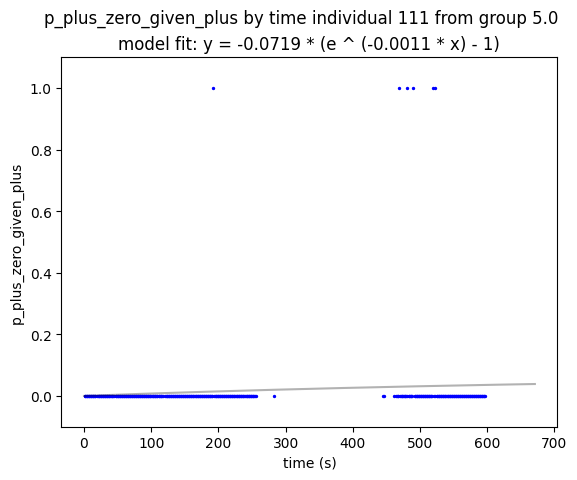 p_plus_zero_given_plus by time individual 111 from group 5.0
model fit: y = -0.0719 * (e ^ (-0.0011 * x) - 1)
1.0
0.8
0.6
0.4
0.2
0.0
p_plus_zero_given_plus
0 100 200 300 400 500 600 700
time (s)